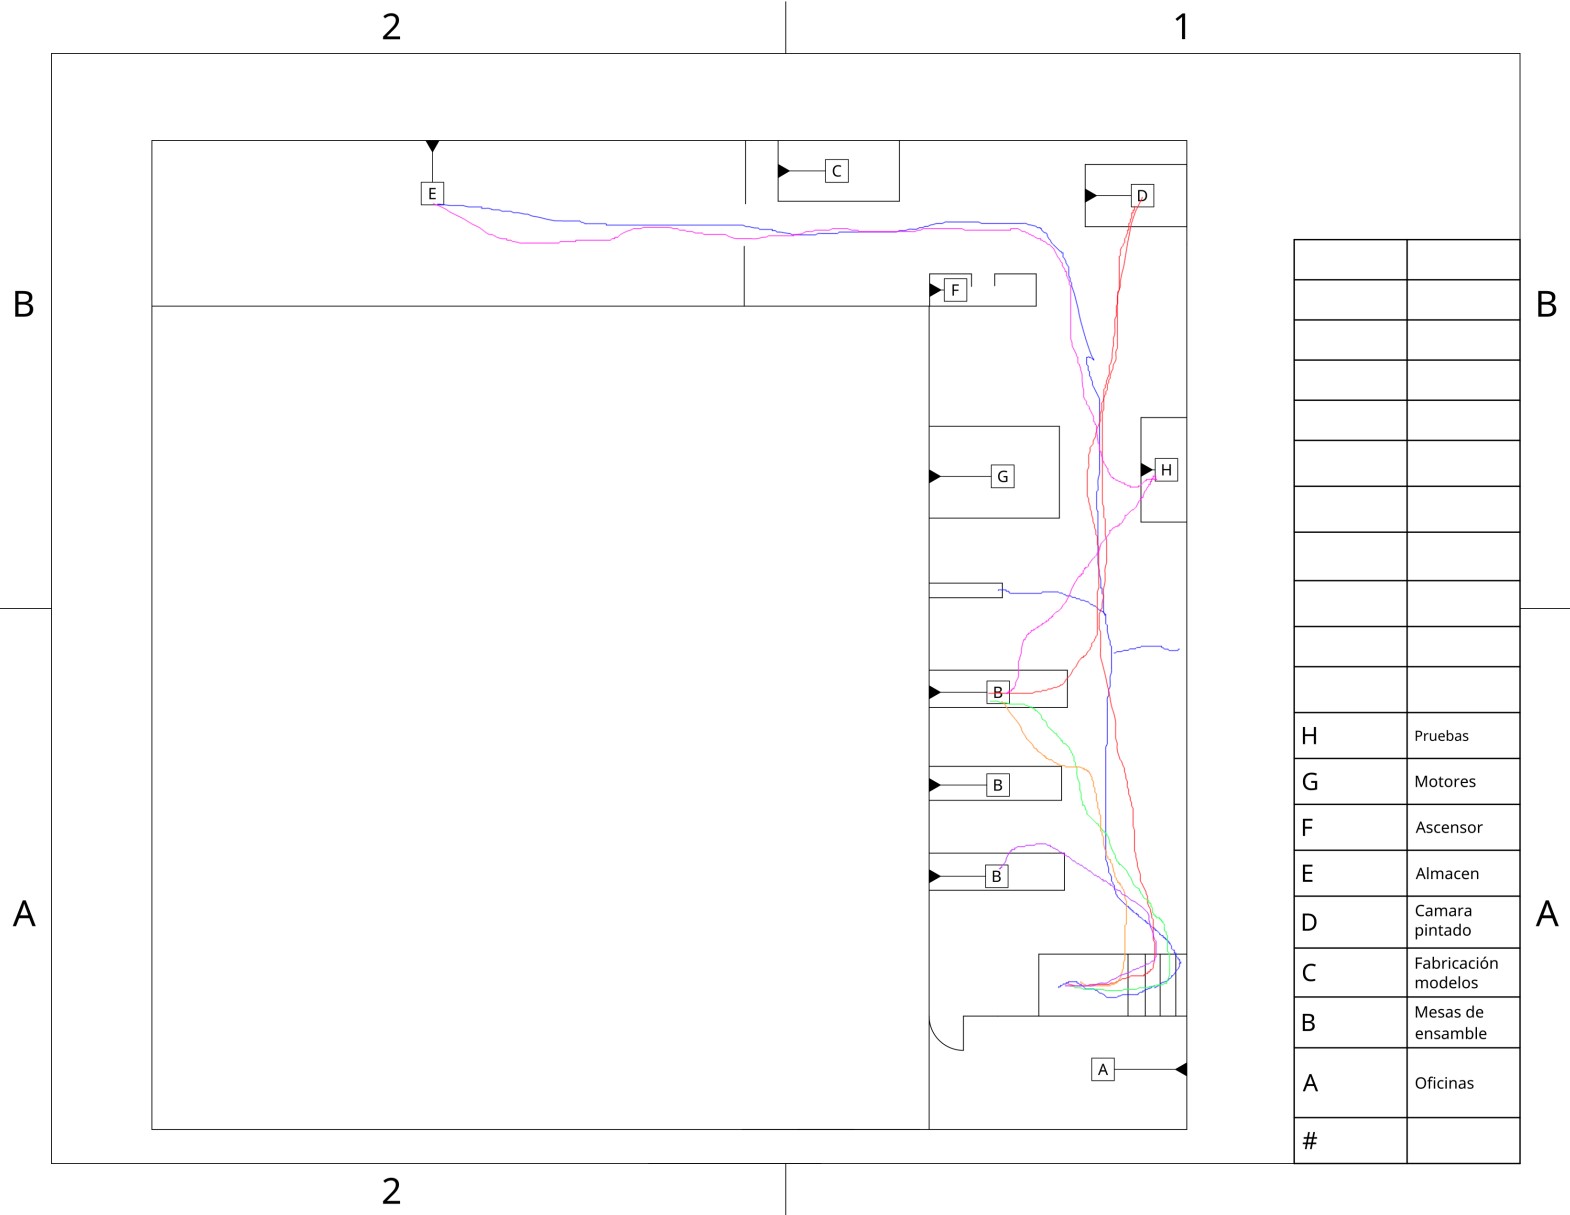 2 1
E
C
D
B B
F
G
H
B
H Pruebas
B
G Motores
F Ascensor
B
E Almacen
A A
D Camara
pintado
C Fabricación
modelos
B Mesas de
ensamble
A
A Oficinas
#
2